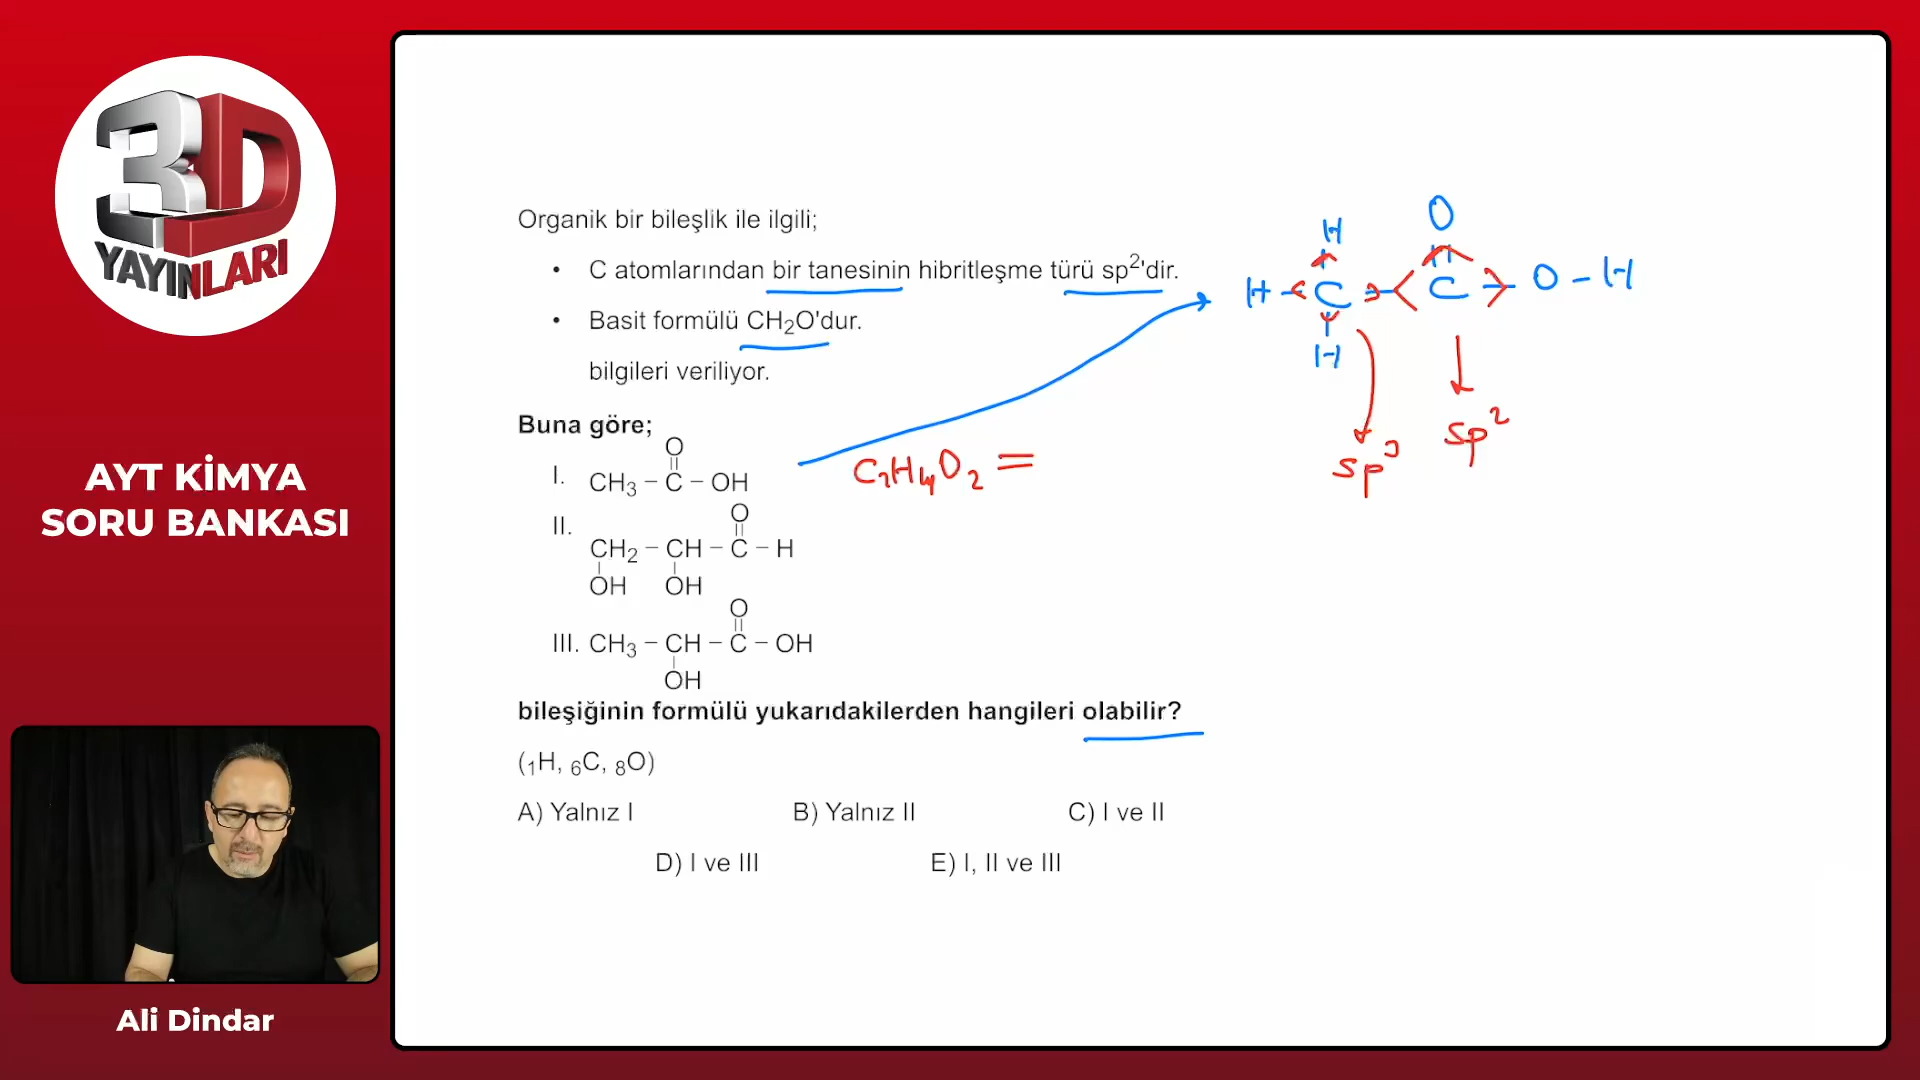 3D
YAYINLARI
AYT KİMYA
SORU BANKASI
Ali Dindar
Organik bir bileşlik ile ilgili;
• C atomlarından bir tanesinin hibritleşme türü sp²'dir.
• Basit formülü CH₂O'dur.
bilgileri veriliyor.
Buna göre;
O
||
I. CH₃ – C – OH
O
||
II. CH₂ – CH – C – H
| |
OH OH
O
||
III. CH₃ – CH – C – OH
|
OH
bileşiğinin formülü yukarıdakilerden hangileri olabilir?
(₁H, ₆C, ₈O)
A) Yalnız I B) Yalnız II C) I ve II
D) I ve III E) I, II ve III
C₂H₄O₂ =
H O
H – C – C – O – H
H
sp³ sp²